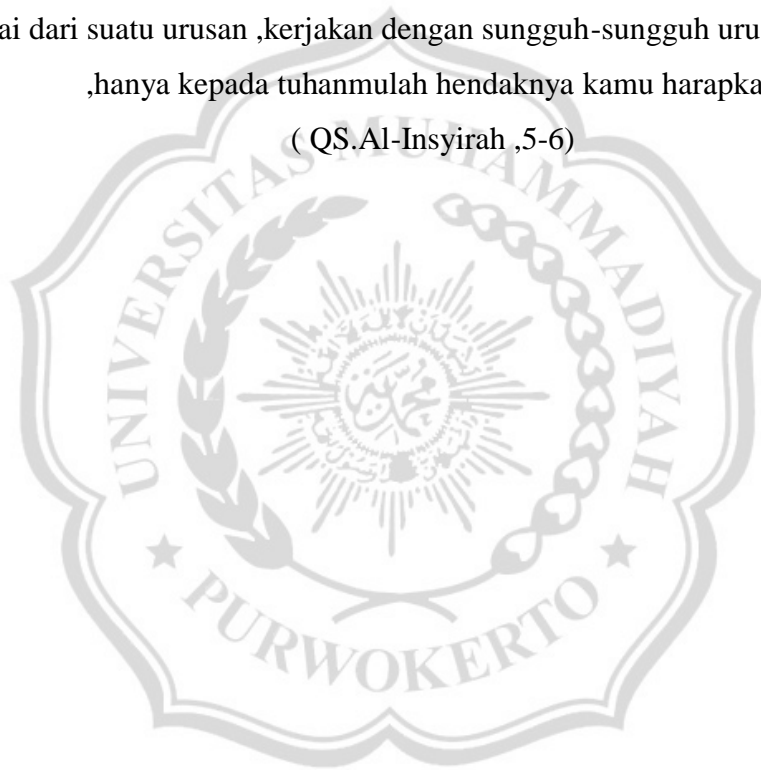 ai dari suatu urusan ,kerjakan dengan sungguh-sungguh uru
,hanya kepada tuhanmulah hendaknya kamu harapka
( QS.Al-Insyirah ,5-6)
UNIVERSITAS MUHAMMADIYAH
PURWOKERTO